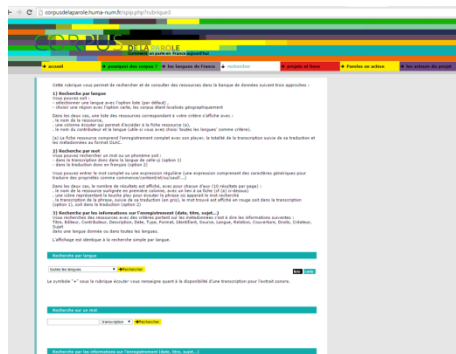 corpusdelaparole.huma-num.fr/spip.php?rubrique3
CORPUS DE LA PAROLE
Comment on parle en France aujourd'hui
accueil pourquoi des corpus ? les langues de France rechercher emploi et liens Paroles en action les acteurs du projet
Cette rubrique vous permet de rechercher et de consulter des ressources dans la banque de données suivant trois approches :
1) Recherche par langue
Vous pouvez soit :
- sélectionner une langue avec l'option liste (par défaut) ,
- choisir une région avec l'option carte, les corpus étant localisés géographiquement
Dans les deux cas, une liste des ressources correspondant à votre critère s'affiche avec :
. le nom de la ressource,
. une colonne écouter qui permet d'accéder à la fiche ressource (a),
. le nom du contributeur et la langue (utile si vous avez choisi 'toutes les langues' comme critère).
(a) La fiche ressource comprend l'enregistrement complet avec son player, la totalité de la transcription suivie de sa traduction et
les métadonnées au format OLAC.
2) Recherche par mot
Vous pouvez rechercher un mot ou un phonème soit :
- dans la transcription donc dans la langue de celle-ci (option 1)
- dans la traduction donc en français (option 2)
Vous pouvez entrer le mot complet ou une expression régulière (une expression comprenant des caractères génériques pour
traduire des propriétés comme commence/contient/et/ou/sauf...)
Dans les deux cas, le nombre de résultats est affiché, avec pour chacun d'eux (10 résultats par page) :
- le nom de la ressource surlignée en première colonne, avec un lien à sa fiche (cf (a) ci-dessus)
- une icône représentant la touche play pour écouter la phrase où apparaît le mot recherché
- la transcription de la phrase, suivie de sa traduction (en gris), le mot trouvé est affiché en rouge soit dans la transcription
(option 1), soit dans la traduction (option 2)
3) Recherche par les informations sur l'enregistrement (date, titre, sujet...)
Vous recherchez des ressources avec des critères portant sur les métadonnées c'est à dire les informations suivantes :
Titre, Editeur, Contributeur, Description, Date, Type, Format, Identifiant, Source, Langue, Relation, Couverture, Droits, Créateur,
Sujet
dans une langue donnée ou dans toutes les langues.
L'affichage est identique à la recherche simple par langue.
Recherche par langue
toutes les langues Rechercher
liste carte
Le symbole "+" sous la rubrique écouter vous renseigne quant à la disponibilité d'une transcription pour l'extrait sonore.
Recherche sur un mot
transcription Rechercher
Recherche par les informations sur l'enregistrement (date, titre, sujet...)